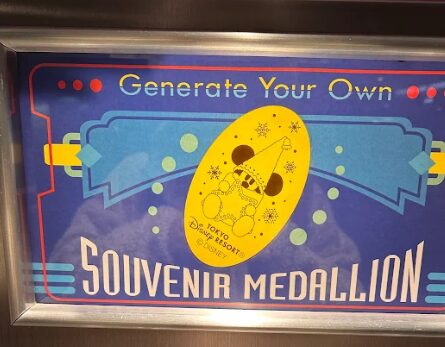 Generate Your Own
TOKYO
Disney RESORT®
© DISNEY
SOUVENIR MEDALLION